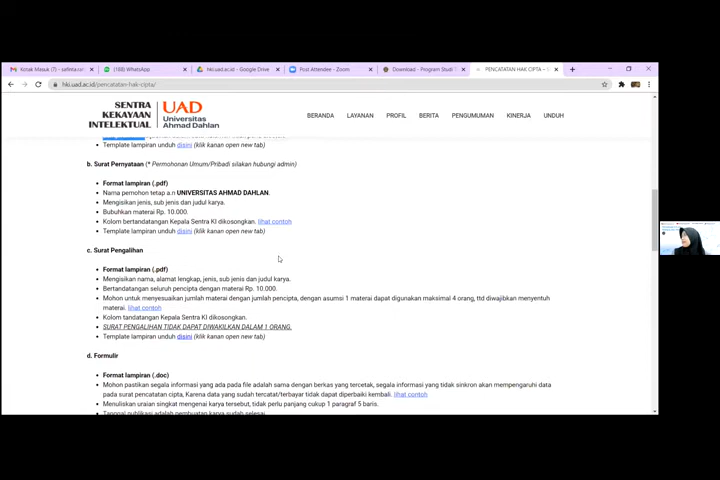 Kotak Masuk (7) - safinta
(188) WhatsApp
hki.uad.ac.id - Google Drive
Post Attendee - Zoom
Download - Program Studi
PENCATATAN HAK CIPTA –
hki.uad.ac.id/pencatatan-hak-cipta/
SENTRA KEKAYAAN INTELEKTUAL
UAD Universitas Ahmad Dahlan
BERANDA LAYANAN PROFIL BERITA PENGUMUMAN KINERJA UNDUH
Template lampiran unduh disini (klik kanan open new tab)
b. Surat Pernyataan (* Permohonan Umum/Pribadi silakan hubungi admin)
Format lampiran (.pdf)
Nama pemohon tetap a.n UNIVERSITAS AHMAD DAHLAN.
Mengisikan jenis, sub jenis dan judul karya.
Bubuhkan materai Rp. 10.000.
Kolom bertandatangan Kepala Sentra KI dikosongkan. lihat contoh
Template lampiran unduh disini (klik kanan open new tab)
c. Surat Pengalihan
Format lampiran (.pdf)
Mengisikan nama, alamat lengkap, jenis, sub jenis dan judul karya.
Bertandatangan seluruh pencipta dengan materai Rp. 10.000.
Mohon untuk menyesuaikan jumlah materai dengan jumlah pencipta, dengan asumsi 1 materai dapat digunakan maksimal 4 orang, ttd diwajibkan menyentuh
materai. lihat contoh
Kolom tandatangan Kepala Sentra KI dikosongkan.
SURAT PENGALIHAN TIDAK DAPAT DIWAKILKAN DALAM 1 ORANG.
Template lampiran unduh disini (klik kanan open new tab)
d. Formulir
Format lampiran (.doc)
Mohon pastikan segala informasi yang ada pada file adalah sama dengan berkas yang tercetak, segala informasi yang tidak sinkron akan mempengaruhi data
pada surat pencatatan cipta, Karena data yang sudah tercatat/terbayar tidak dapat diperbaiki kembali. lihat contoh
Menuliskan uraian singkat mengenai karya tersebut, tidak perlu panjang cukup 1 paragraf 5 baris.
Tanggal publikasi adalah pembuatan karya sudah selesai.